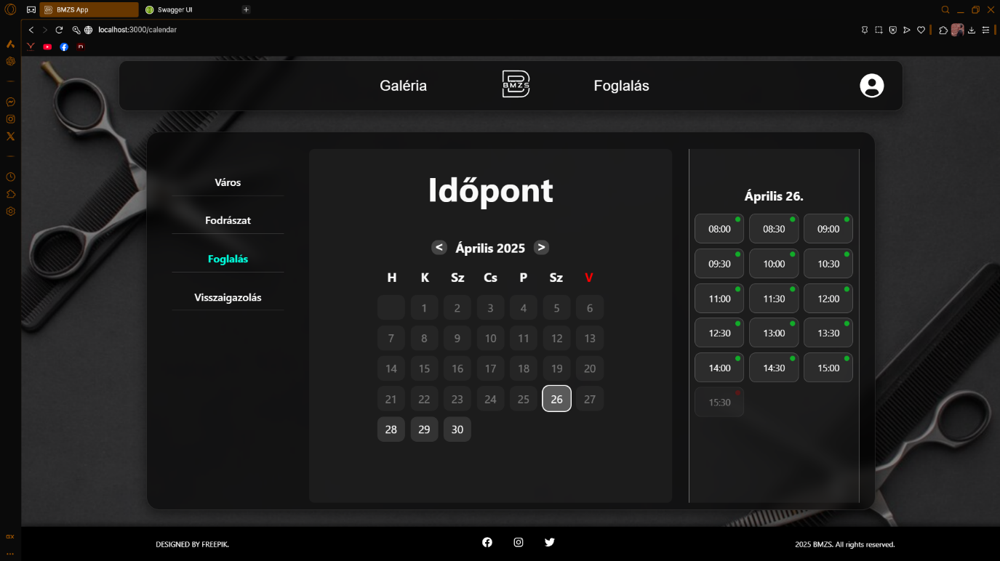 BMZS App
Swagger UI
localhost:3000/calendar
Galéria
BMZS
Foglalás
Város
Fodrászat
Foglalás
Visszaigazolás
Időpont
< Április 2025 >
H K Sz Cs P Sz V
1 2 3 4 5 6
7 8 9 10 11 12 13
14 15 16 17 18 19 20
21 22 23 24 25 26 27
28 29 30
Április 26.
08:00 08:30 09:00
09:30 10:00 10:30
11:00 11:30 12:00
12:30 13:00 13:30
14:00 14:30 15:00
15:30
GX
DESIGNED BY FREEPIK.
2025 BMZS. All rights reserved.